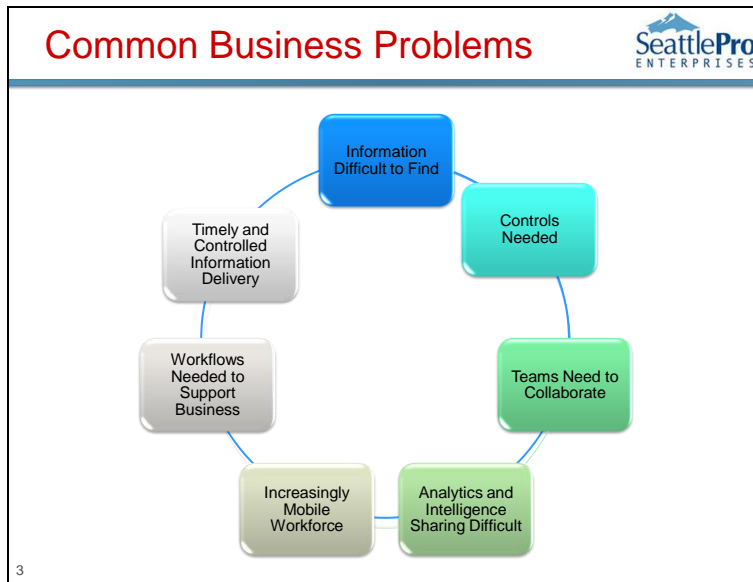 Common Business Problems
SeattlePro
ENTERPRISES
Information
Difficult to Find
Controls
Needed
Teams Need to
Collaborate
Analytics and
Intelligence
Sharing Difficult
Increasingly
Mobile
Workforce
Workflows
Needed to
Support
Business
Timely and
Controlled
Information
Delivery
3